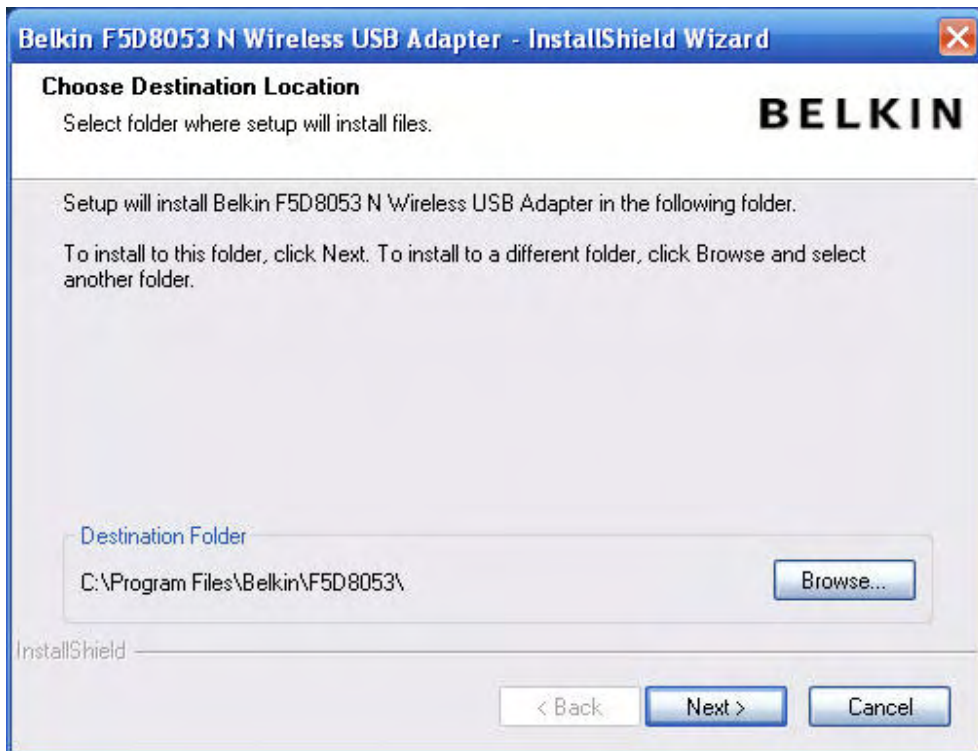 Belkin F5D8053 N Wireless USB Adapter - InstallShield Wizard
Choose Destination Location
Select folder where setup will install files.
BELKIN
Setup will install Belkin F5D8053 N Wireless USB Adapter in the following folder.
To install to this folder, click Next. To install to a different folder, click Browse and select
another folder.
Destination Folder
C:\Program Files\Belkin\F5D8053\
Browse...
InstallShield
< Back
Next >
Cancel